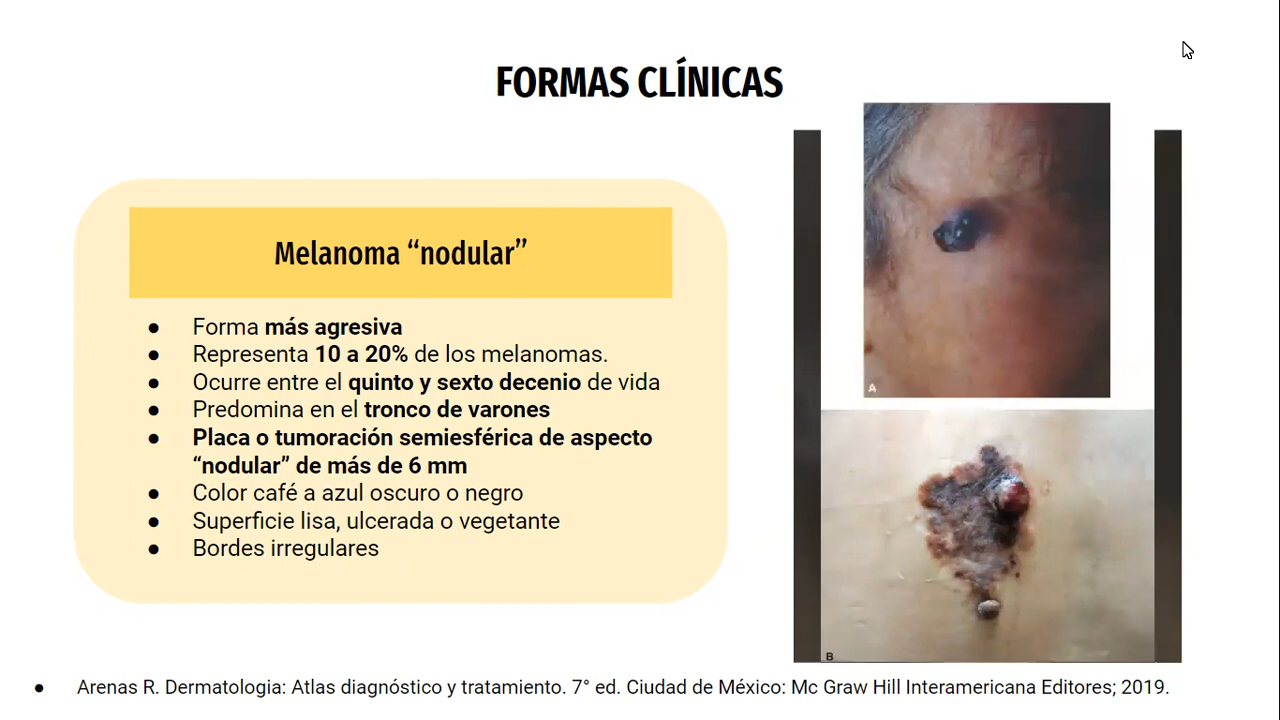 FORMAS CLÍNICAS
Melanoma “nodular”
● Forma más agresiva
● Representa 10 a 20% de los melanomas.
● Ocurre entre el quinto y sexto decenio de vida
● Predomina en el tronco de varones
● Placa o tumoración semiesférica de aspecto
“nodular” de más de 6 mm
● Color café a azul oscuro o negro
● Superficie lisa, ulcerada o vegetante
● Bordes irregulares
A
B
● Arenas R. Dermatologia: Atlas diagnóstico y tratamiento. 7° ed. Ciudad de México: Mc Graw Hill Interamericana Editores; 2019.